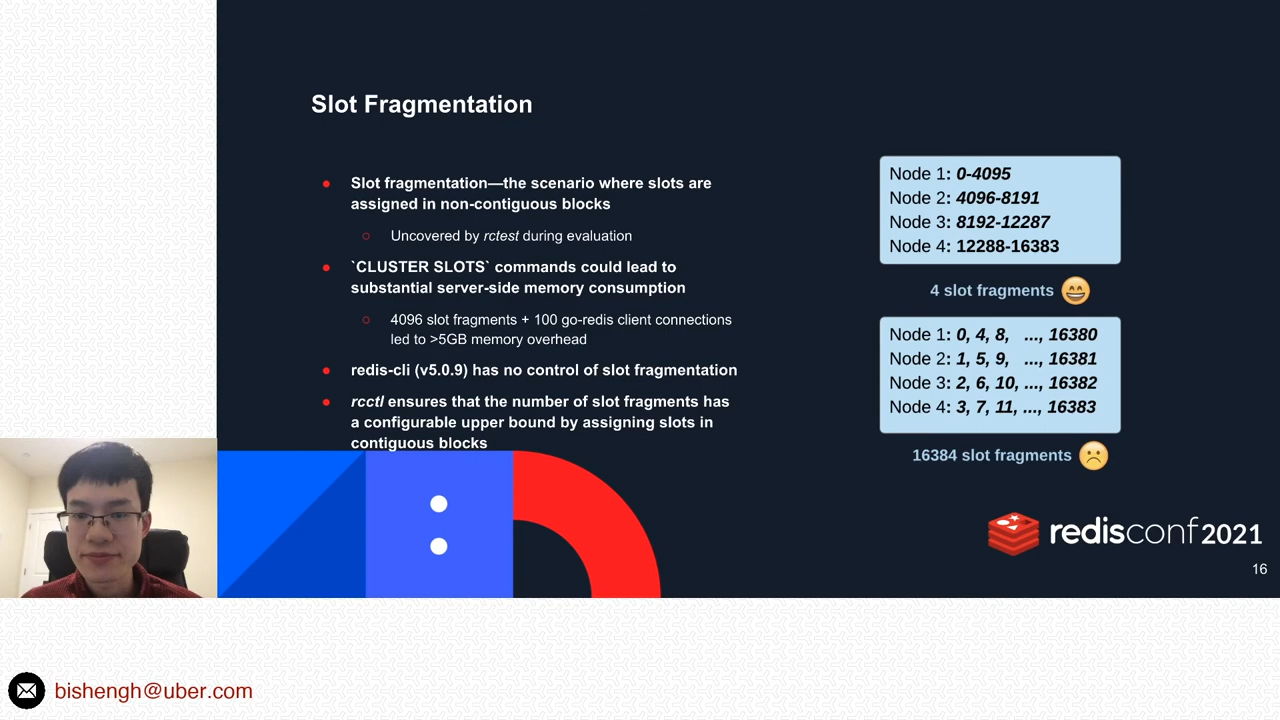 Slot Fragmentation
Slot fragmentation—the scenario where slots are
assigned in non-contiguous blocks
Uncovered by rctest during evaluation
`CLUSTER SLOTS` commands could lead to
substantial server-side memory consumption
4096 slot fragments + 100 go-redis client connections
led to >5GB memory overhead
redis-cli (v5.0.9) has no control of slot fragmentation
rcctl ensures that the number of slot fragments has
a configurable upper bound by assigning slots in
contiguous blocks
Node 1: 0-4095
Node 2: 4096-8191
Node 3: 8192-12287
Node 4: 12288-16383
4 slot fragments
Node 1: 0, 4, 8, ..., 16380
Node 2: 1, 5, 9, ..., 16381
Node 3: 2, 6, 10, ..., 16382
Node 4: 3, 7, 11, ..., 16383
16384 slot fragments
redisconf 2021
16
bishengh@uber.com